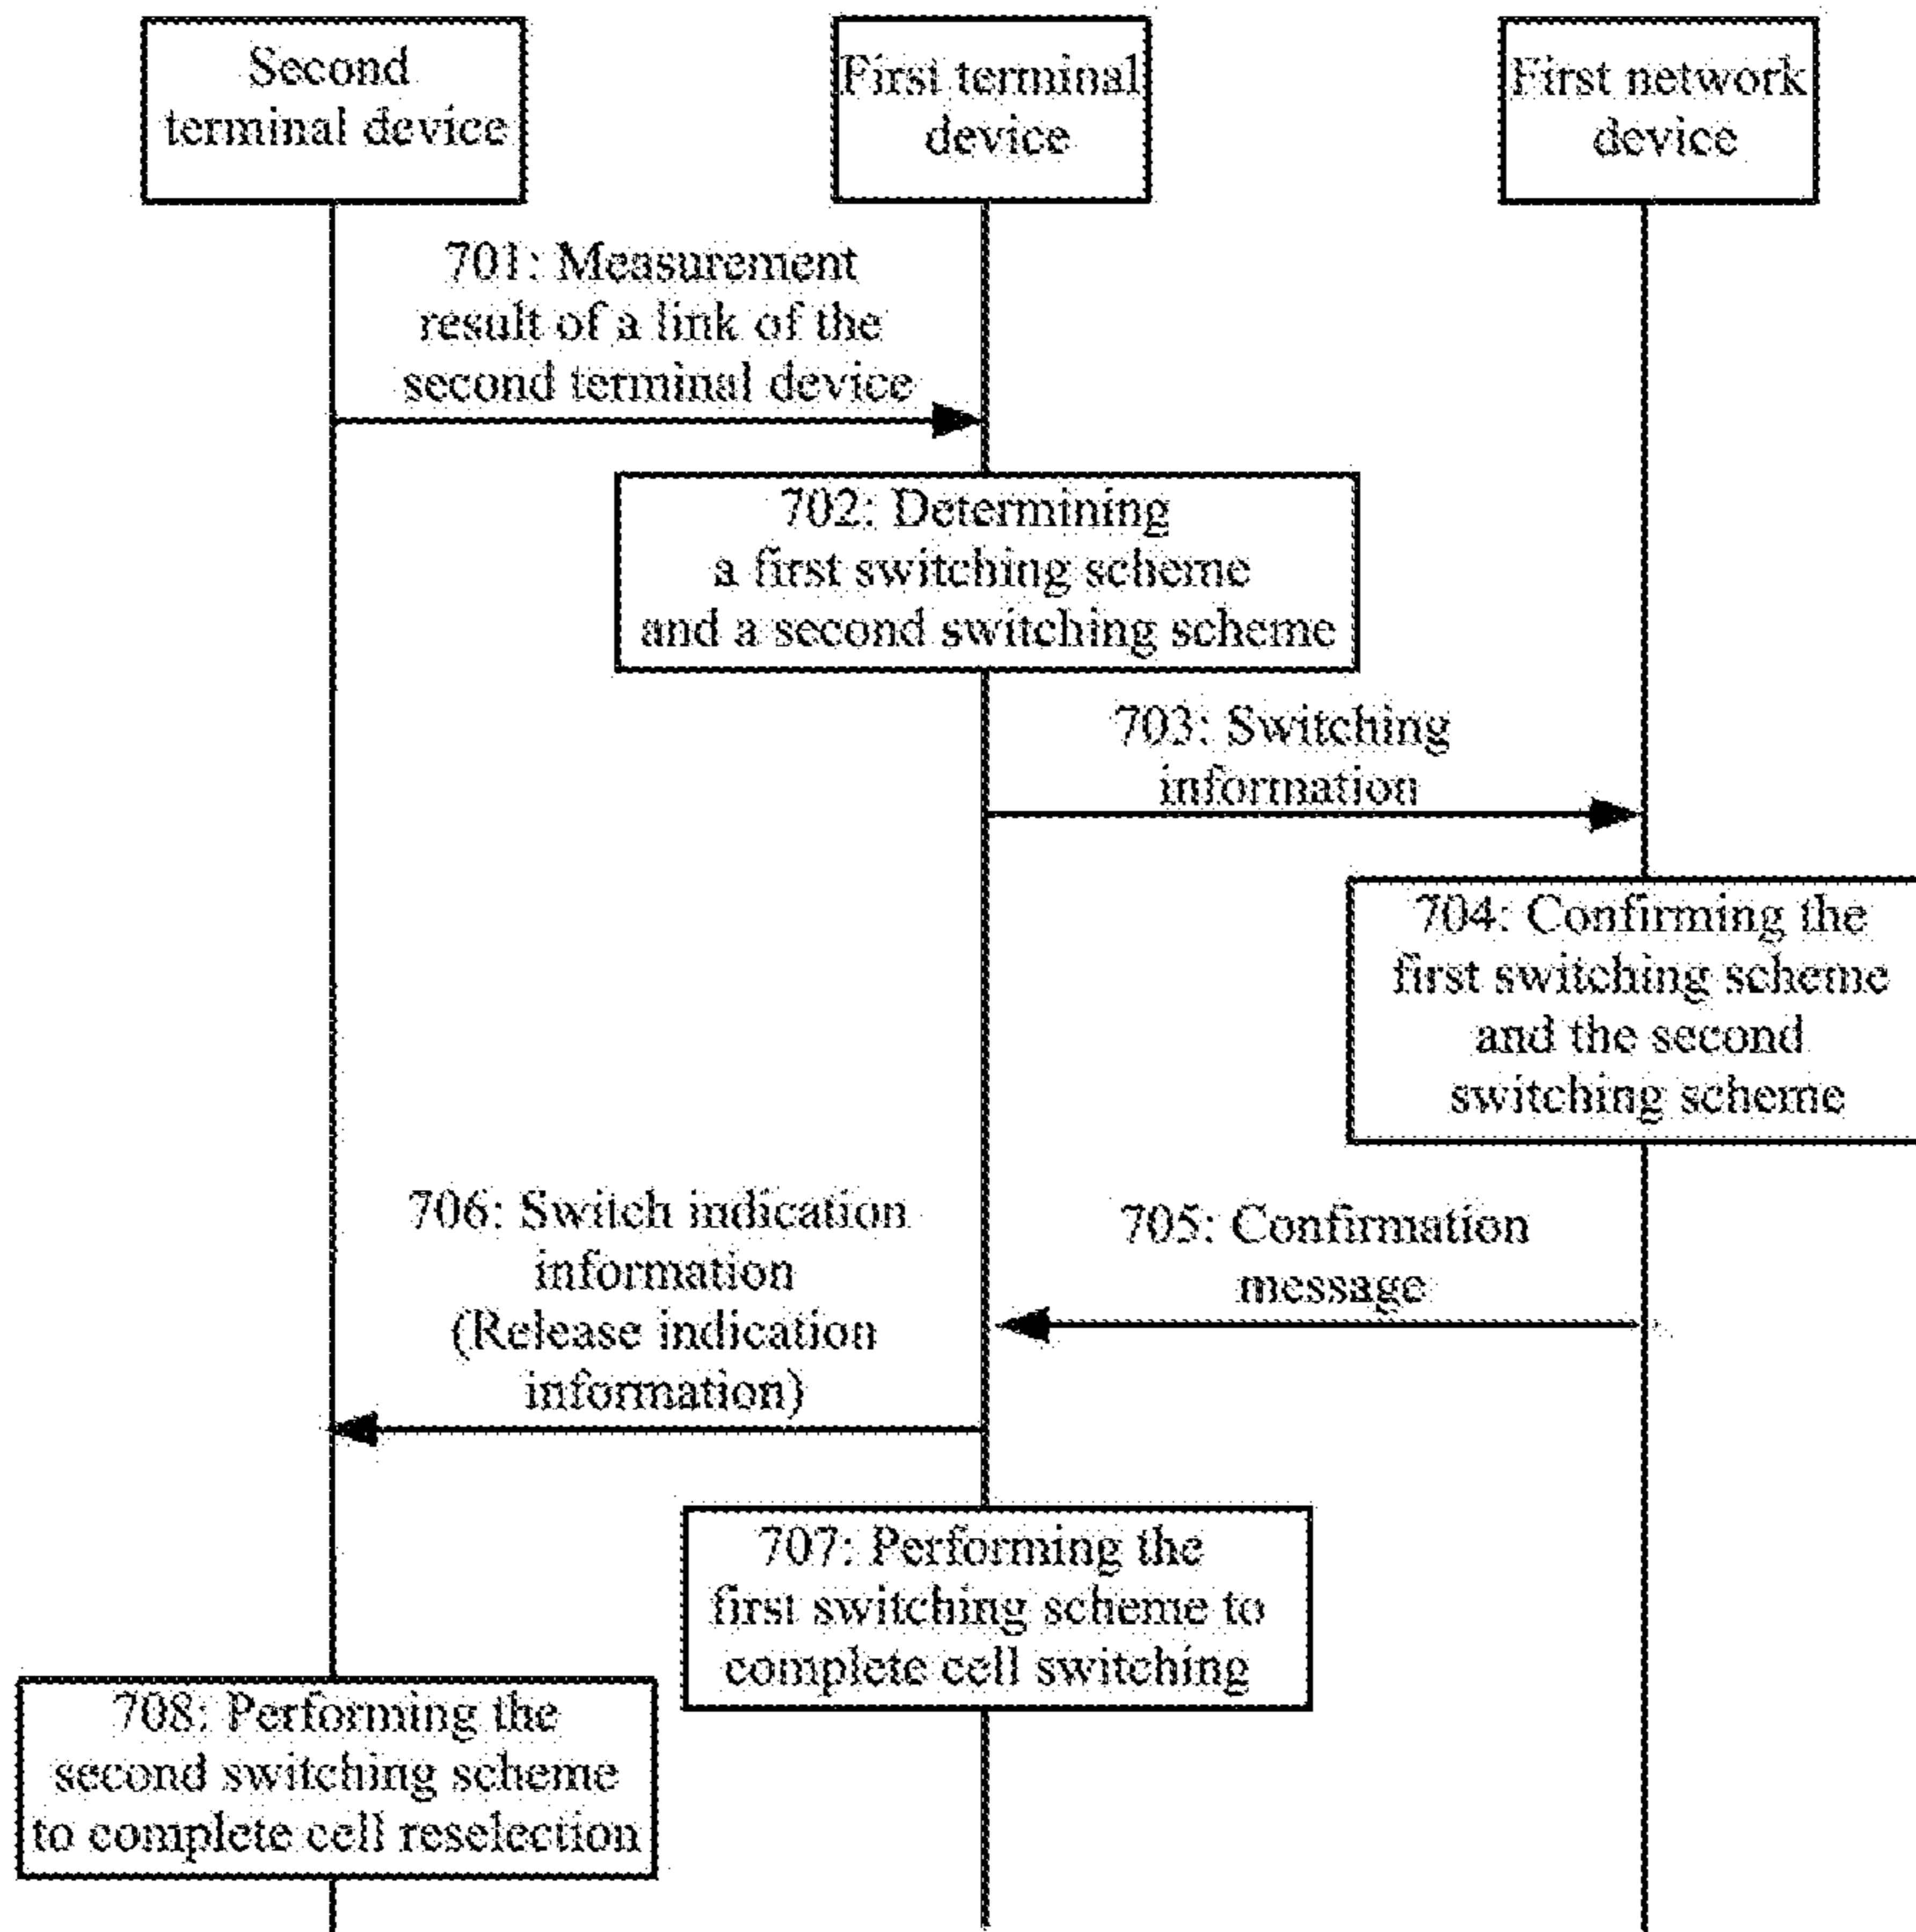 Second
terminal device
First terminal
device
First network
device
701: Measurement
result of a link of the
second terminal device
702: Determining
a first switching scheme
and a second switching scheme
703: Switching
information
704: Confirming the
first switching scheme
and the second
switching scheme
705: Confirmation
message
706: Switch indication
information
(Release indication
information)
707: Performing the
first switching scheme to
complete cell switching
708: Performing the
second switching scheme
to complete cell reselection